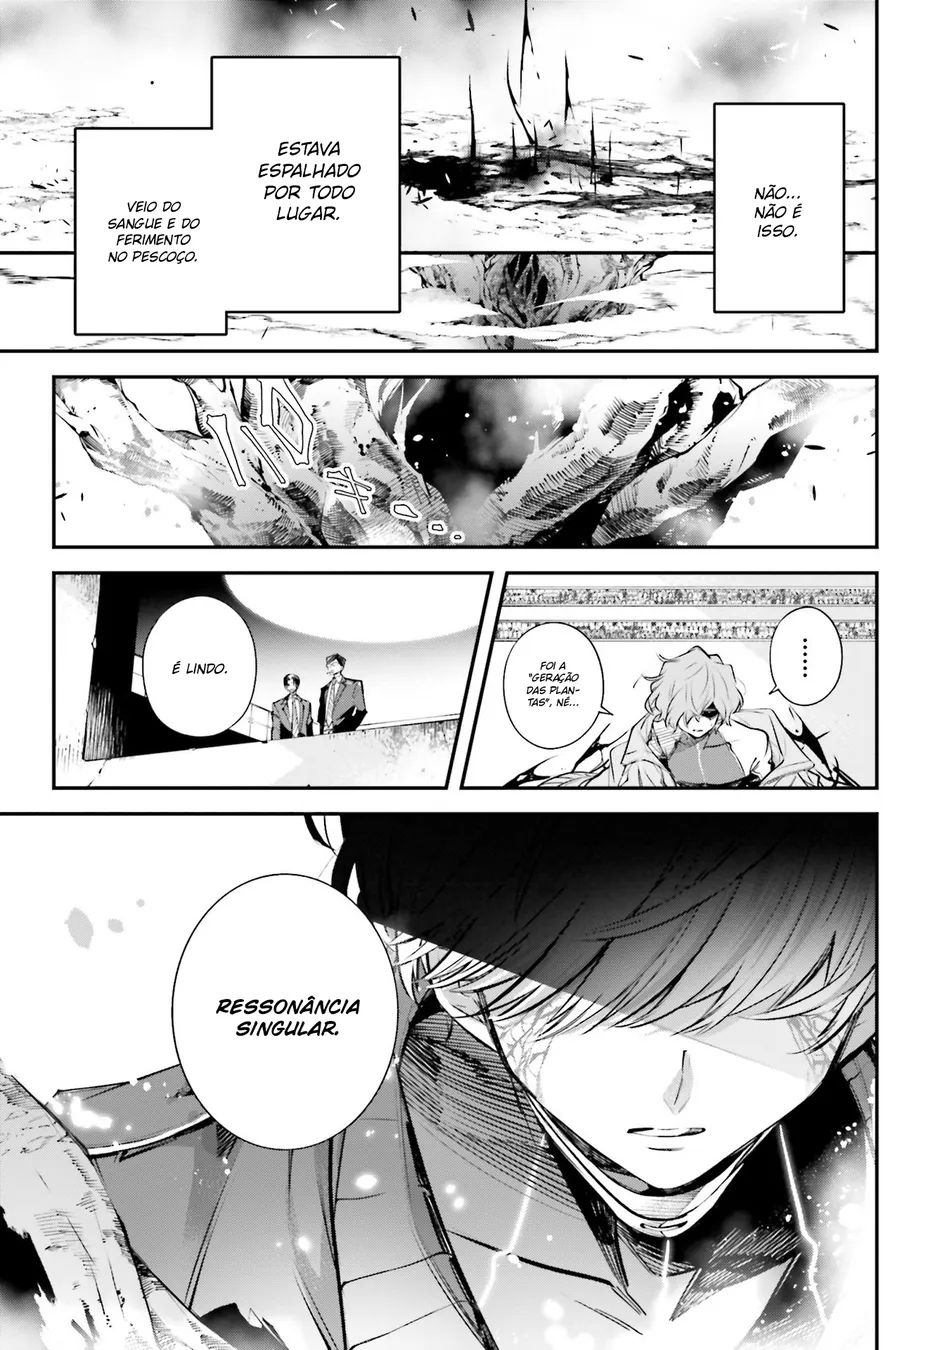 NÃO...
NÃO É
ISSO.
ESTAVA
ESPALHADO
POR TODO
LUGAR.
VEIO DO
SANGUE E DO
FERIMENTO
NO PESCOÇO.
.......
FOI A
"GERAÇÃO
DAS PLAN-
TAS", NÉ...
É LINDO.
RESSONÂNCIA
SINGULAR.